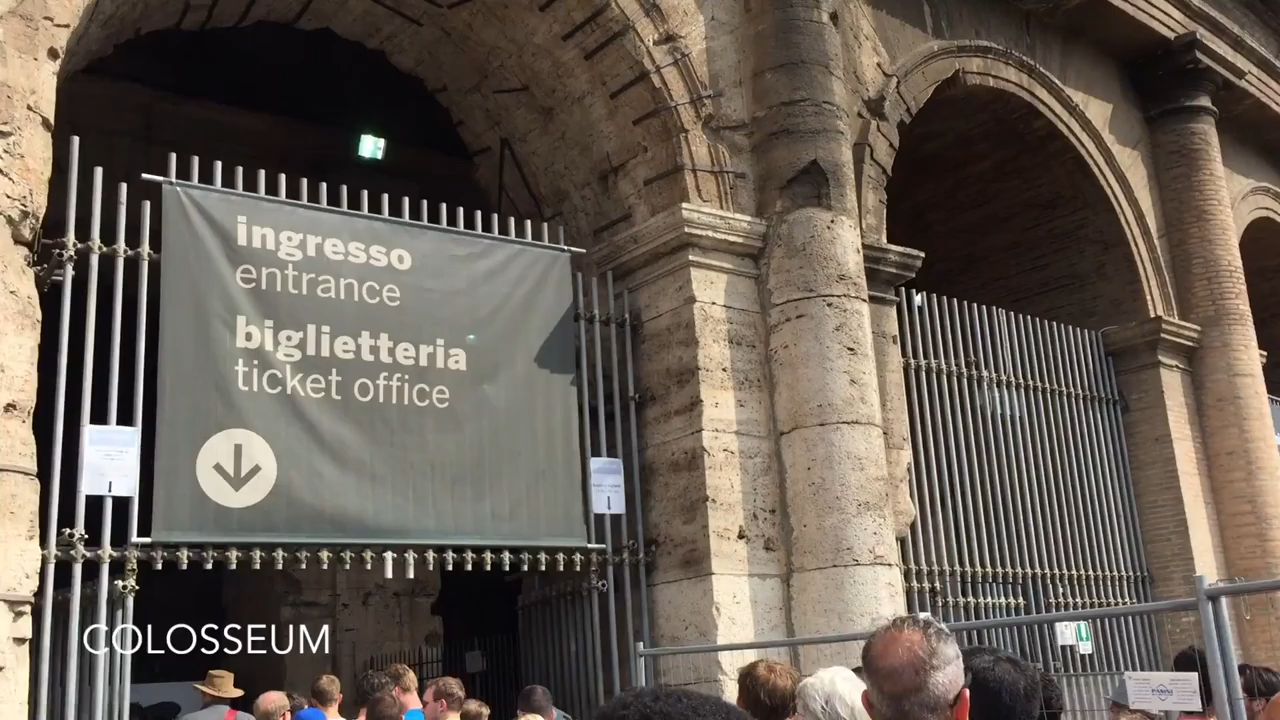 ingresso
entrance
biglietteria
ticket office
COLOSSEUM